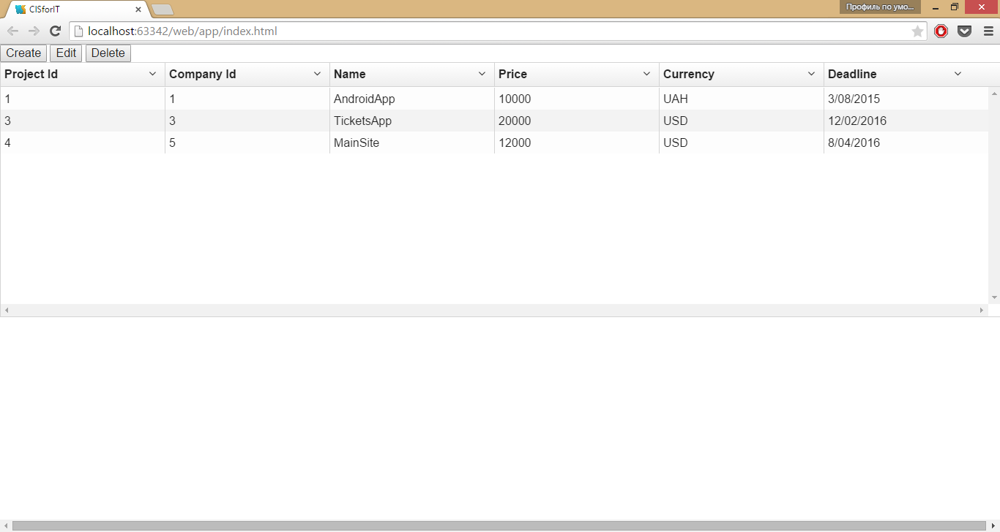 CISforIT
Профиль по умо...
localhost:63342/web/app/index.html
Create Edit Delete
Project Id Company Id Name Price Currency Deadline
1 1 AndroidApp 10000 UAH 3/08/2015
3 3 TicketsApp 20000 USD 12/02/2016
4 5 MainSite 12000 USD 8/04/2016